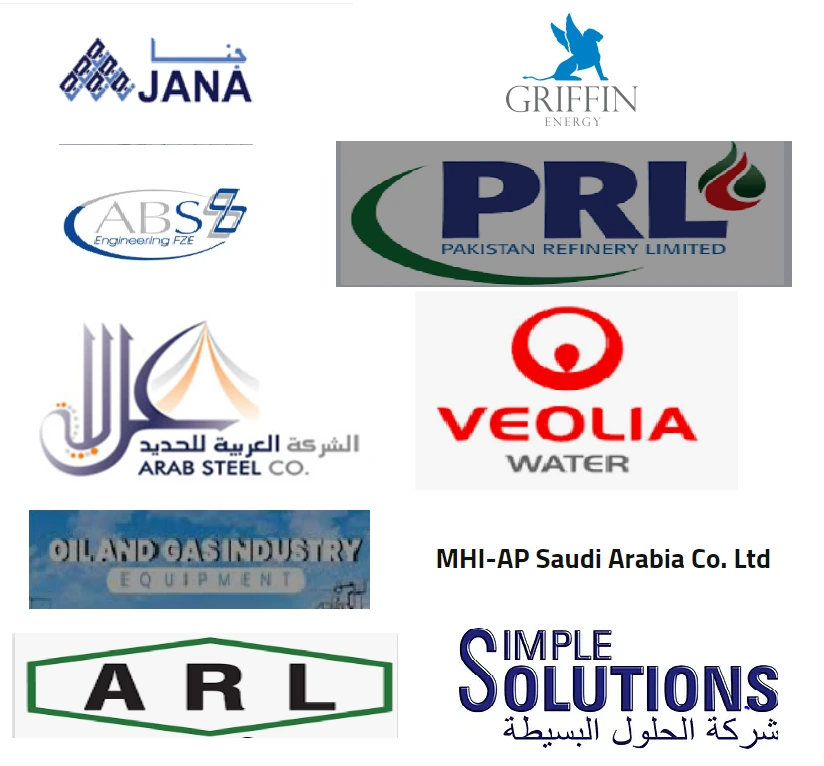 جنا
JANA
GRIFFIN
ENERGY
ABS
Engineering FZE
PRL
PAKISTAN REFINERY LIMITED
الشركة العربية للحديد
ARAB STEEL CO.
VEOLIA
WATER
OIL AND GAS INDUSTRY
EQUIPMENT
MHI-AP Saudi Arabia Co. Ltd
ARL
SIMPLE
SOLUTIONS
شركة الحلول البسيطة